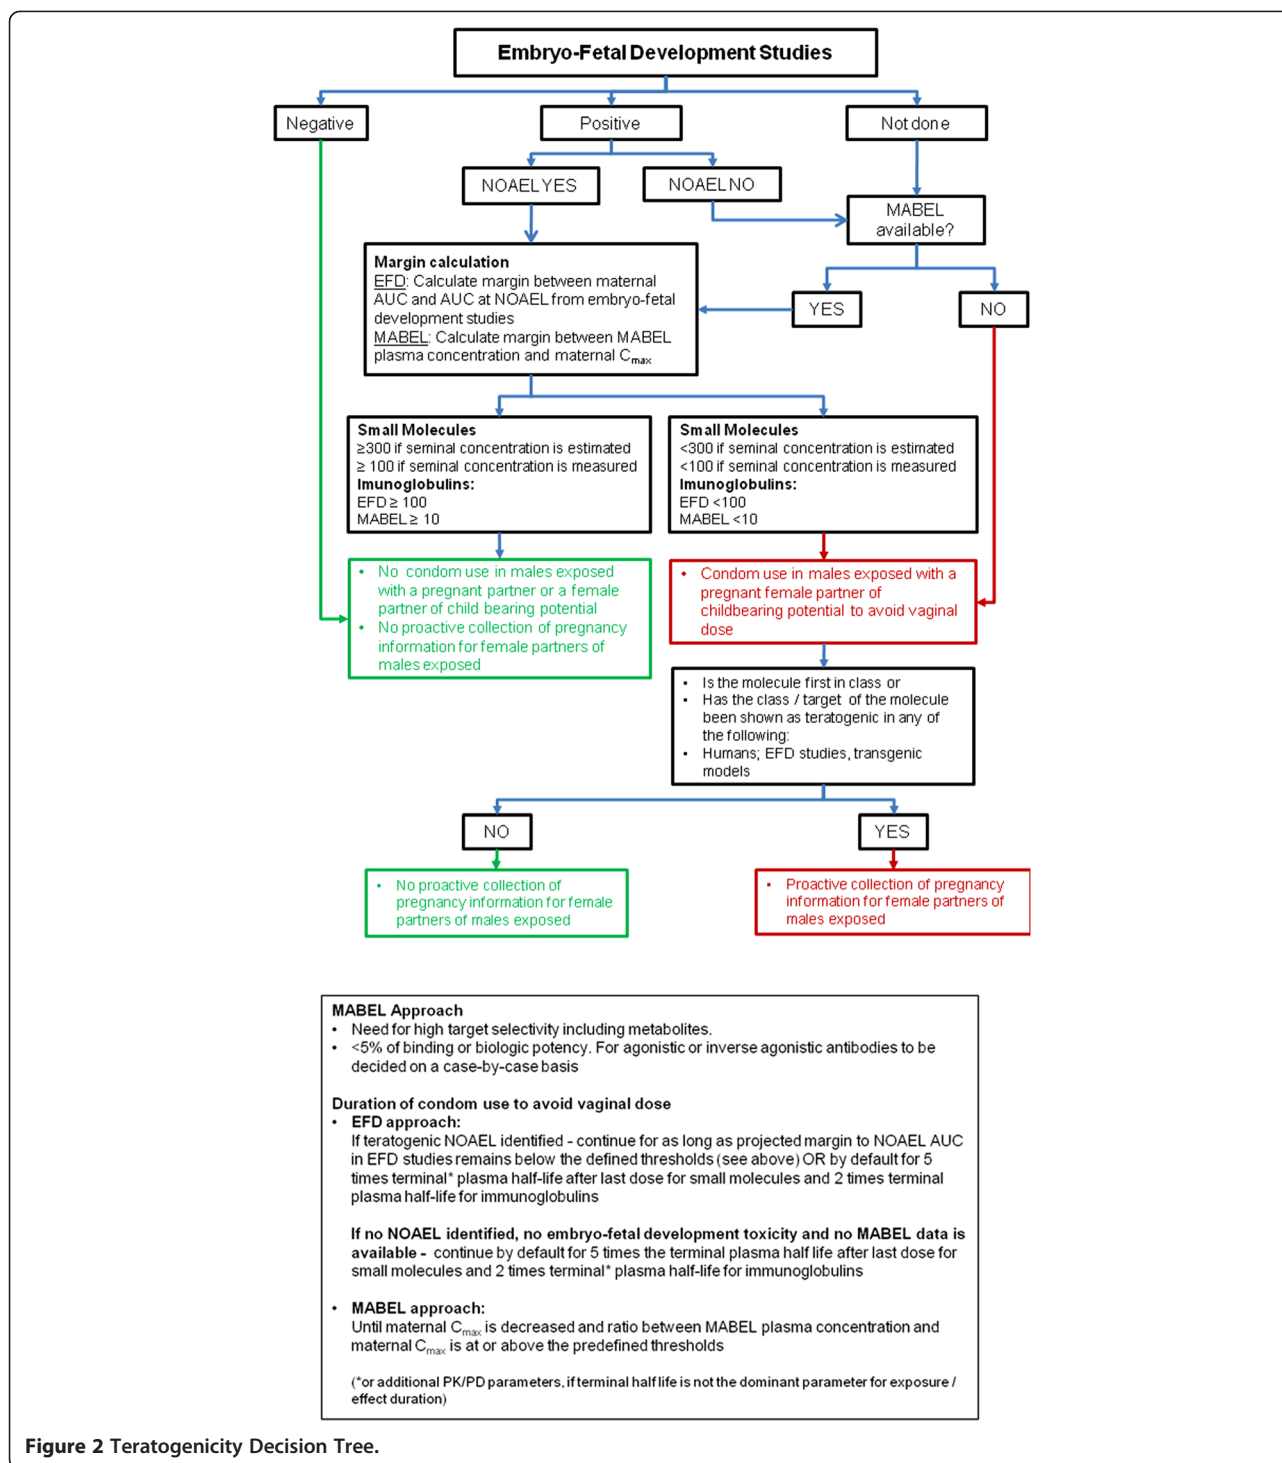 Embryo-Fetal Development Studies
Negative
Positive
Not done
NOAEL YES
NOAEL NO
MABEL
available?
Margin calculation
EFD: Calculate margin between maternal
AUC and AUC at NOAEL from embryo-fetal
development studies
MABEL: Calculate margin between MABEL
plasma concentration and maternal Cmax
YES
NO
Small Molecules
≥300 if seminal concentration is estimated
≥ 100 if seminal concentration is measured
Imunoglobulins:
EFD ≥ 100
MABEL ≥ 10
Small Molecules
<300 if seminal concentration is estimated
<100 if seminal concentration is measured
Imunoglobulins:
EFD <100
MABEL <10
• No condom use in males exposed
with a pregnant partner or a female
partner of child bearing potential
• No proactive collection of pregnancy
information for female partners of
males exposed
• Condom use in males exposed with a
pregnant female partner of
childbearing potential to avoid vaginal
dose
▪ Is the molecule first in class or
▪ Has the class / target of the molecule
been shown as teratogenic in any of
the following:
▪ Humans; EFD studies, transgenic
models
NO
YES
• No proactive collection of
pregnancy information for female
partners of males exposed
• Proactive collection of pregnancy
information for female partners of
males exposed
MABEL Approach
• Need for high target selectivity including metabolites.
• <5% of binding or biologic potency. For agonistic or inverse agonistic antibodies to be
decided on a case-by-case basis
Duration of condom use to avoid vaginal dose
• EFD approach:
If teratogenic NOAEL identified - continue for as long as projected margin to NOAEL AUC
in EFD studies remains below the defined thresholds (see above) OR by default for 5
times terminal* plasma half-life after last dose for small molecules and 2 times terminal
plasma half-life for immunoglobulins
If no NOAEL identified, no embryo-fetal development toxicity and no MABEL data is
available - continue by default for 5 times the terminal plasma half life after last dose for
small molecules and 2 times terminal* plasma half-life for immunoglobulins
• MABEL approach:
Until maternal Cmax is decreased and ratio between MABEL plasma concentration and
maternal Cmax is at or above the predefined thresholds
(*or additional PK/PD parameters, if terminal half life is not the dominant parameter for exposure /
effect duration)
Figure 2 Teratogenicity Decision Tree.